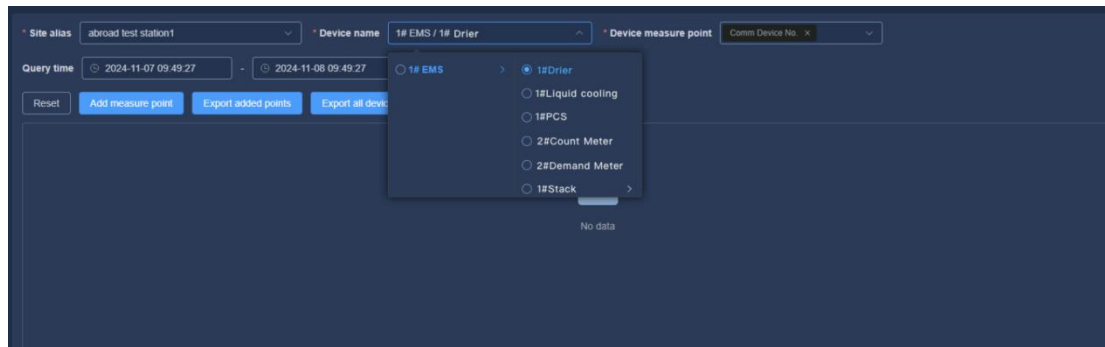 * Site alias abroad test station1 * Device name 1# EMS / 1# Drier * Device measure point Comm Device No. ×
Query time 2024-11-07 09:49:27 - 2024-11-08 09:49:27
1# EMS > 1#Drier
1#Liquid cooling
Reset Add measure point Export added points Export all devic
1#PCS
2#Count Meter
2#Demand Meter
1#Stack >
No data